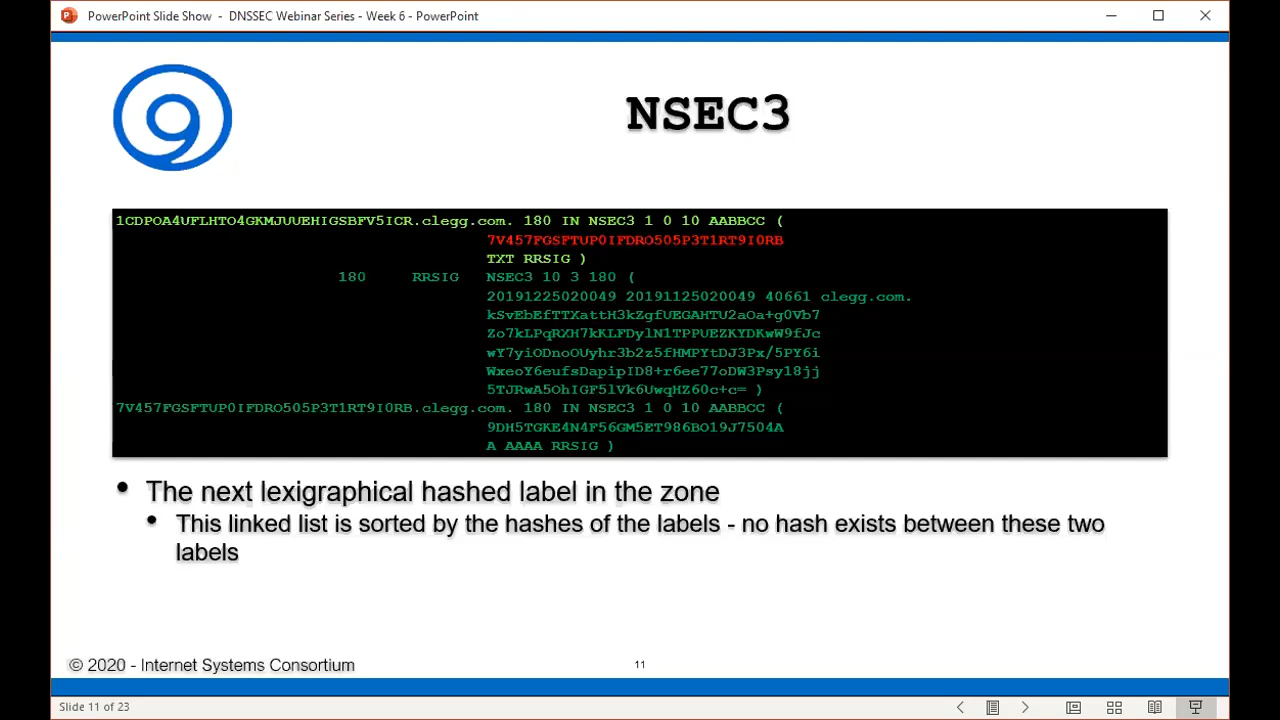 PowerPoint Slide Show - DNSSEC Webinar Series - Week 6 - PowerPoint
NSEC3
1CDPOA4UFLHTO4GKMJUUEHIGSBFV5ICR.clegg.com. 180 IN NSEC3 1 0 10 AABBCC (
7V457FGSFTUP0IFDRO505P3T1RT9I0RB
TXT RRSIG )
180 RRSIG NSEC3 10 3 180 (
20191225020049 20191125020049 40661 clegg.com.
kSvEbEfTTXattH3kZgfUEGAHTU2aOa+g0Vb7
Zo7kLPqRXH7kKLFDylN1TPPUEZKYDKwW9fJc
wY7yiODnoOUyhr3b2z5fHMPYtDJ3Px/5PY6i
WxeoY6eufsDapipID8+r6ee77oDW3Psy18jj
5TJRwA5OhIGF5lVk6UwqHZ60c+c= )
7V457FGSFTUP0IFDRO505P3T1RT9I0RB.clegg.com. 180 IN NSEC3 1 0 10 AABBCC (
9DH5TGKE4N4F56GM5ET986BO19J7504A
A AAAA RRSIG )
• The next lexigraphical hashed label in the zone
• This linked list is sorted by the hashes of the labels - no hash exists between these two
labels
© 2020 - Internet Systems Consortium
11
Slide 11 of 23